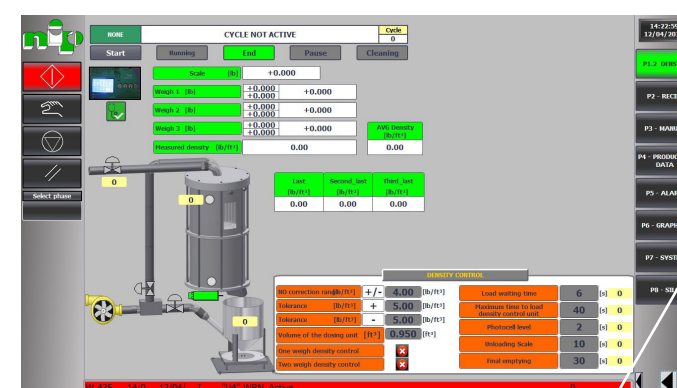 14:22:59
12/04/20
NONE
CYCLE NOT ACTIVE
Cycle
0
Start
Running
End
Pause
Cleaning
Scale [lb]
+0.000
P1.2 DENS
Weigh 1 [lb]
+0.000
+0.000
+0.000
P2 - RECI
Weigh 2 [lb]
+0.000
+0.000
+0.000
Weigh 3 [lb]
+0.000
+0.000
+0.000
AVG Density
[lb/ft³]
P3 - MANU
Measured density [lb/ft³]
0.00
0.00
P4 - PRODUC
DATA
0
Last
[lb/ft³]
Second_last
[lb/ft³]
Third_last
[lb/ft³]
Select phase
0
0.00
0.00
0.00
P5 - ALAR
P6 - GRAPH
P7 - SYST
DENSITY CONTROL
0
NO correction range[lb/ft³]
+/-
4.00
[lb/ft³]
Load waiting time
6
[s]
0
P8 - SIL
0
Tolerance [lb/ft³]
+
5.00
[lb/ft³]
Maximum time to load
density control unit
40
[s]
0
0
Tolerance [lb/ft³]
-
5.00
[lb/ft³]
Photocell level
2
[s]
0
Volume of the dosing unit [ft³]
0.950
[ft³]
Unloading Scale
10
[s]
0
One weigh density control
Two weigh density control
Final emptying
30
[s]
0